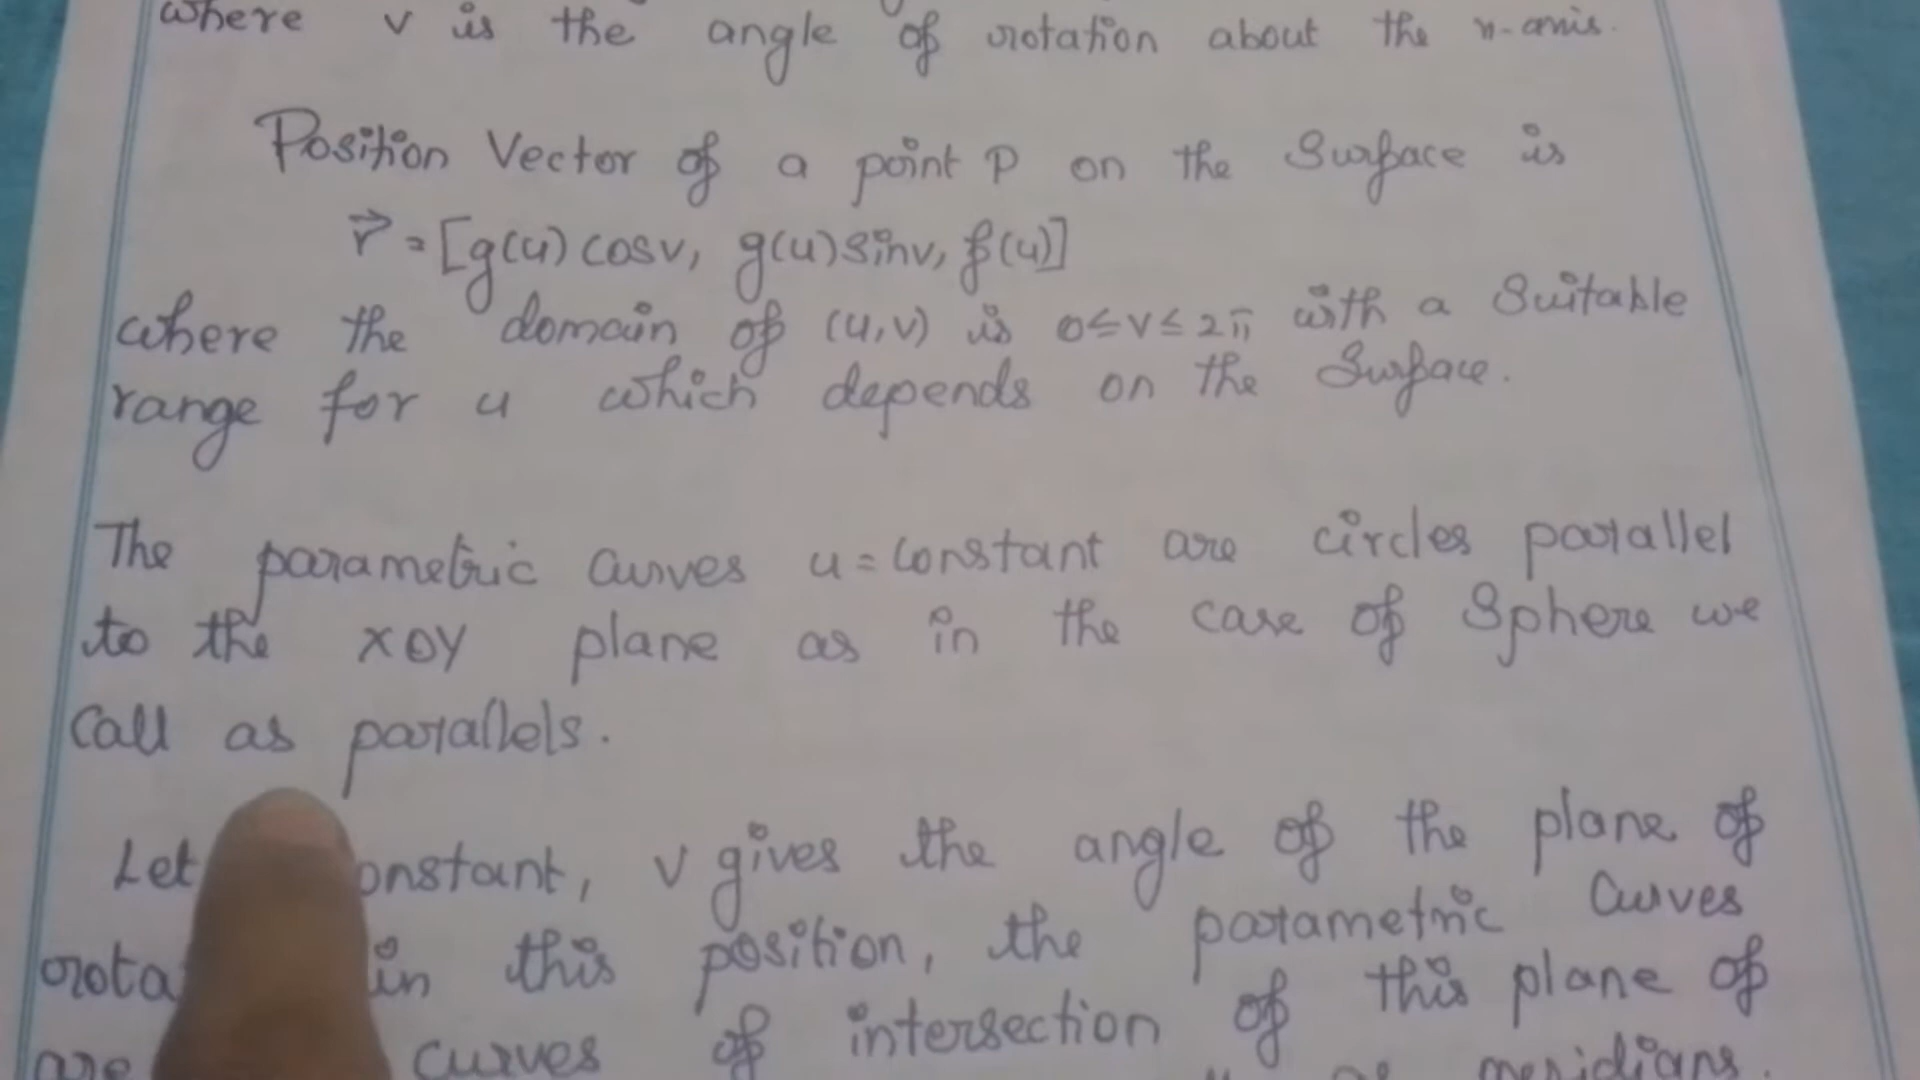 where v is the angle of rotation about the x-axis.
Position Vector of a point P on the Surface is
r⃗ = [g(u) cosv, g(u) sinv, f(u)]
where the domain of (u,v) is 0≤v≤2π with a Suitable
range for u which depends on the Surface.
The parametric curves u = constant are circles parallel
to the XOY plane as in the case of Sphere we
Call as parallels.
Let onstant, v gives the angle of the plane of
rota in this position, the parametric Curves
are curves of intersection of this plane of
meridians.